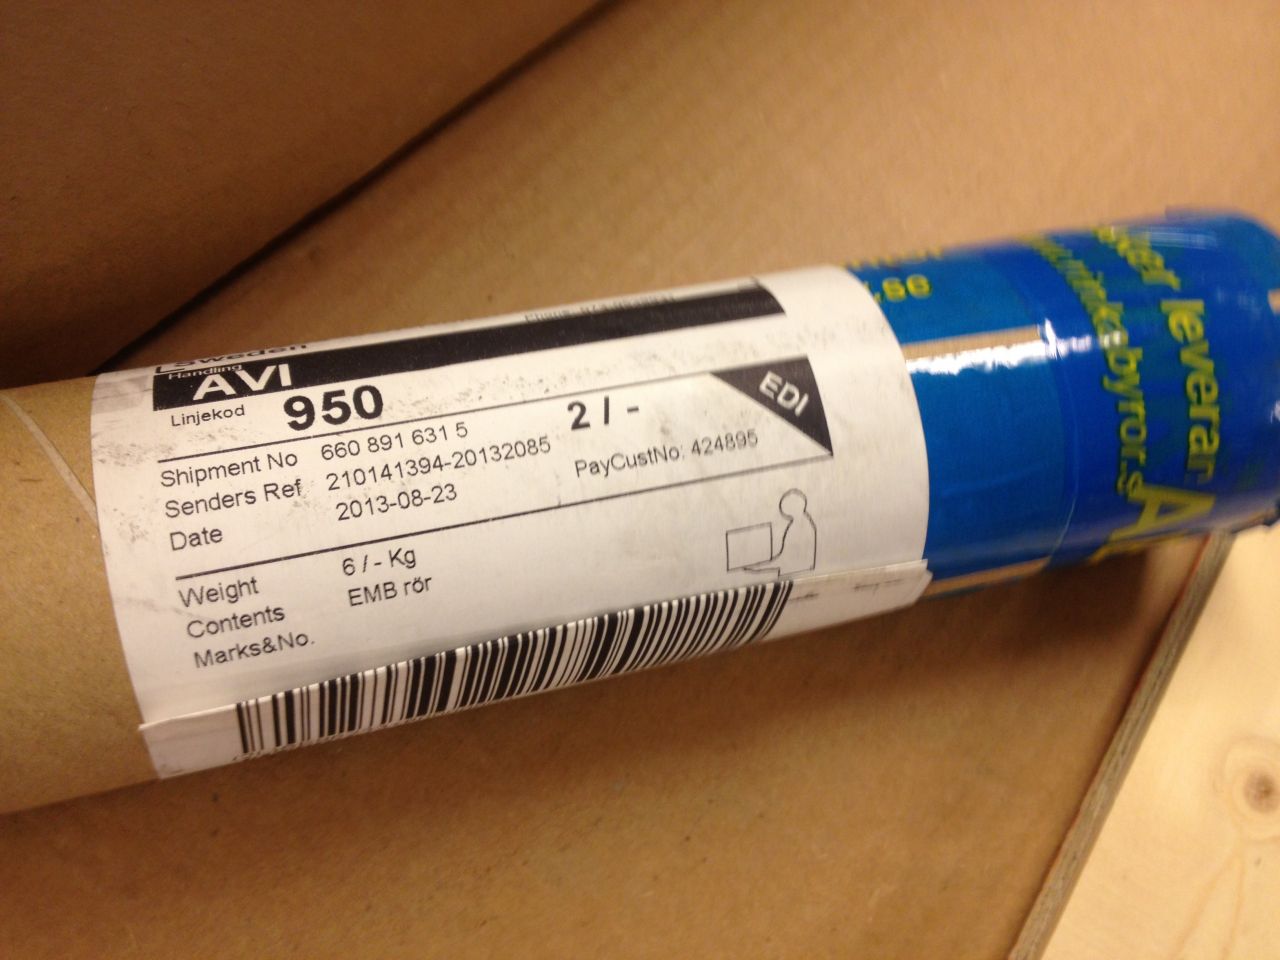 Sweden
Handling
AVI
Linjekod 950
Shipment No 660 891 631 5 2 / -
Senders Ref 210141394-20132085 PayCustNo: 424895
Date 2013-08-23
EDI
Weight 6 / - Kg
Contents EMB rör
Marks&No.
.se
leveran